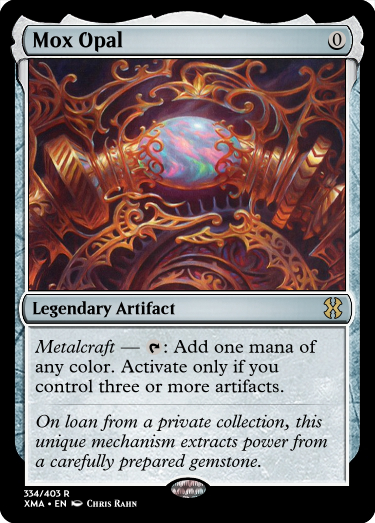 Mox Opal 0
Legendary Artifact
Metalcraft — : Add one mana of
any color. Activate only if you
control three or more artifacts.
On loan from a private collection, this
unique mechanism extracts power from
a carefully prepared gemstone.
334/403 R
XMA • EN Chris Rahn